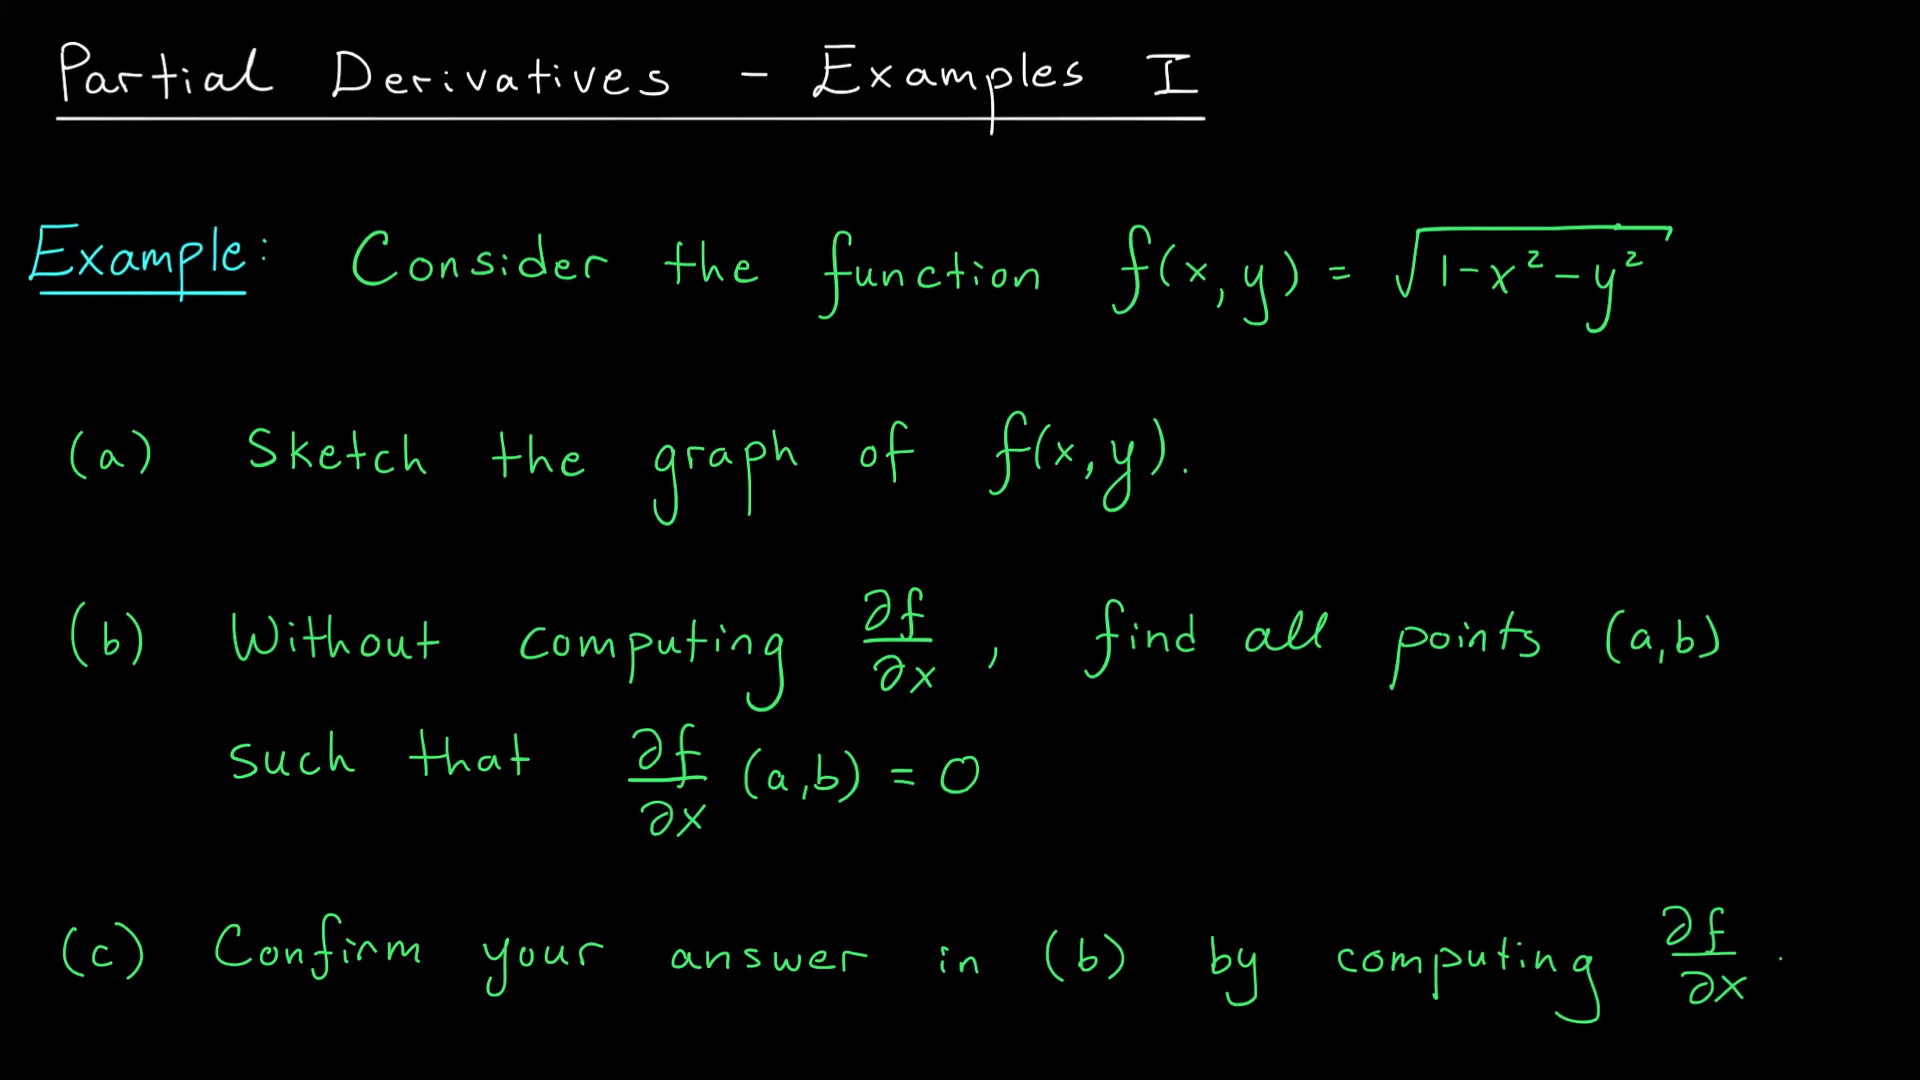 Partial Derivatives - Examples I
Example: Consider the function f(x,y) = √(1-x²-y²)
(a) Sketch the graph of f(x,y).
(b) Without computing ∂f/∂x, find all points (a,b)
such that ∂f/∂x (a,b) = 0
(c) Confirm your answer in (b) by computing ∂f/∂x.